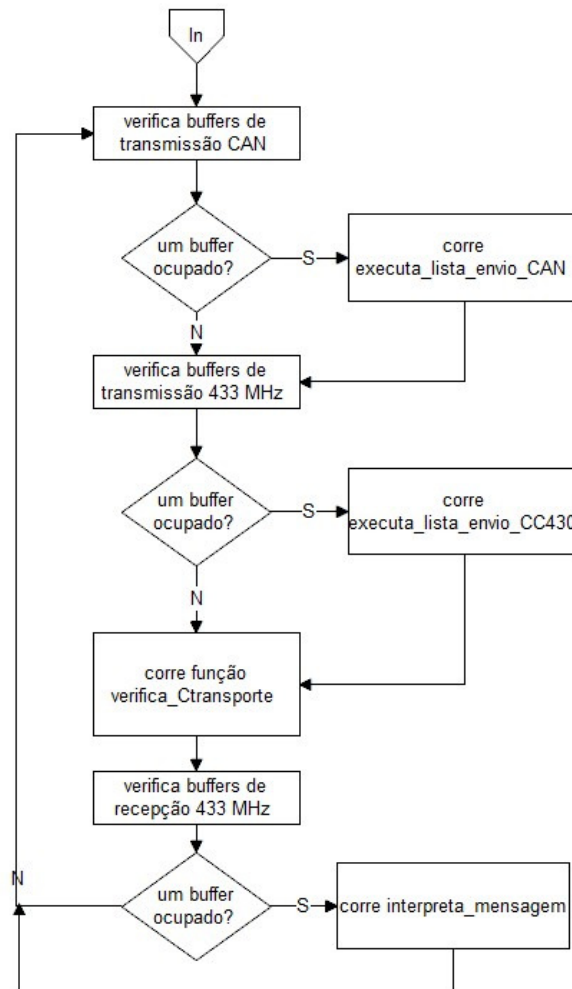 In
verifica buffers de
transmissão CAN
um buffer
ocupado?
S
corre
executa_lista_envio_CAN
N
verifica buffers de
transmissão 433 MHz
um buffer
ocupado?
S
corre
executa_lista_envio_CC430
N
corre função
verifica_Ctransporte
verifica buffers de
recepção 433 MHz
N
um buffer
ocupado?
S
corre interpreta_mensagem